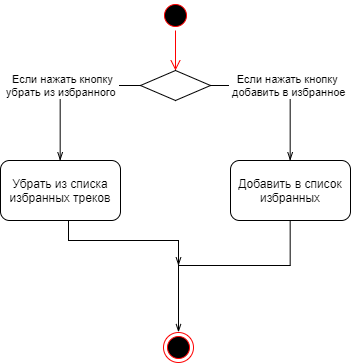 Если нажать кнопку
убрать из избранного
Если нажать кнопку
добавить в избранное
Убрать из списка
избранных треков
Добавить в список
избранных